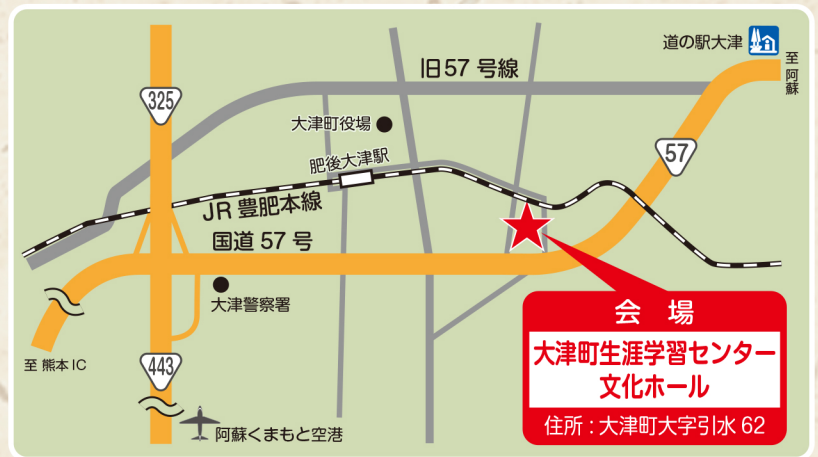 道の駅大津
至阿蘇
旧57号線
325
大津町役場
57
肥後大津駅
JR豊肥本線
国道57号
大津警察署
会場
大津町生涯学習センター
文化ホール
住所:大津町大字引水62
至 熊本IC
443
阿蘇くまもと空港